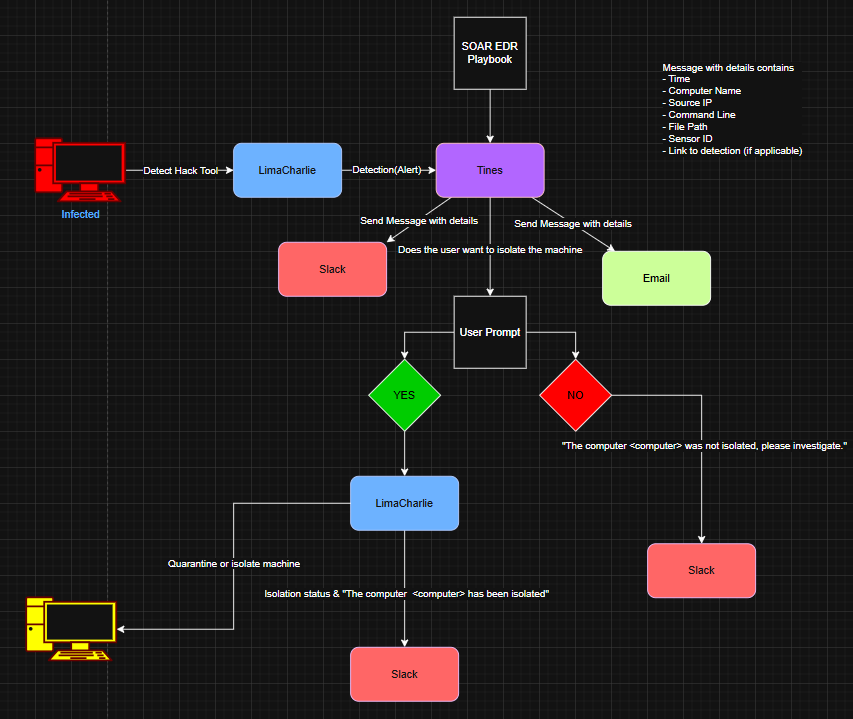 SOAR EDR
Playbook
Message with details contains
- Time
- Computer Name
- Source IP
- Command Line
- File Path
- Sensor ID
- Link to detection (if applicable)
Detect Hack Tool
LimaCharlie
Detection(Alert)
Tines
Infected
Send Message with details
Send Message with details
Does the user want to isolate the machine
Slack
Email
User Prompt
YES
NO
"The computer <computer> was not isolated, please investigate."
LimaCharlie
Quarantine or isolate machine
Slack
Isolation status & "The computer <computer> has been isolated"
Slack